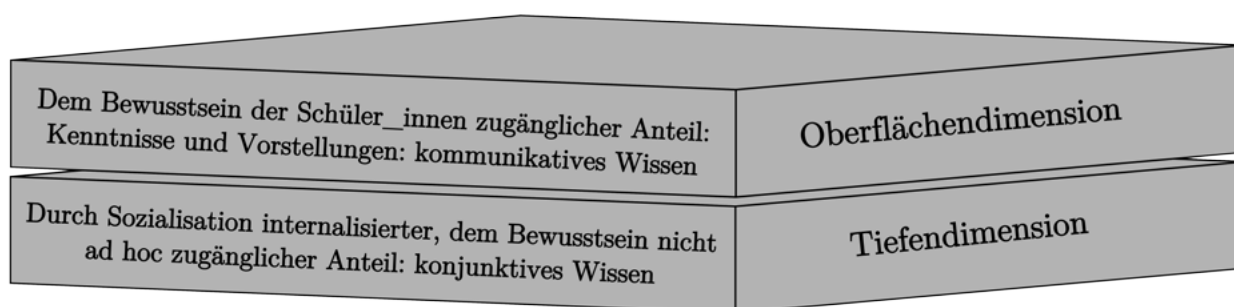 Dem Bewusstsein der Schüler_innen zugänglicher Anteil:
Kenntnisse und Vorstellungen: kommunikatives Wissen
Oberflächendimension
Durch Sozialisation internalisierter, dem Bewusstsein nicht
ad hoc zugänglicher Anteil: konjunktives Wissen
Tiefendimension